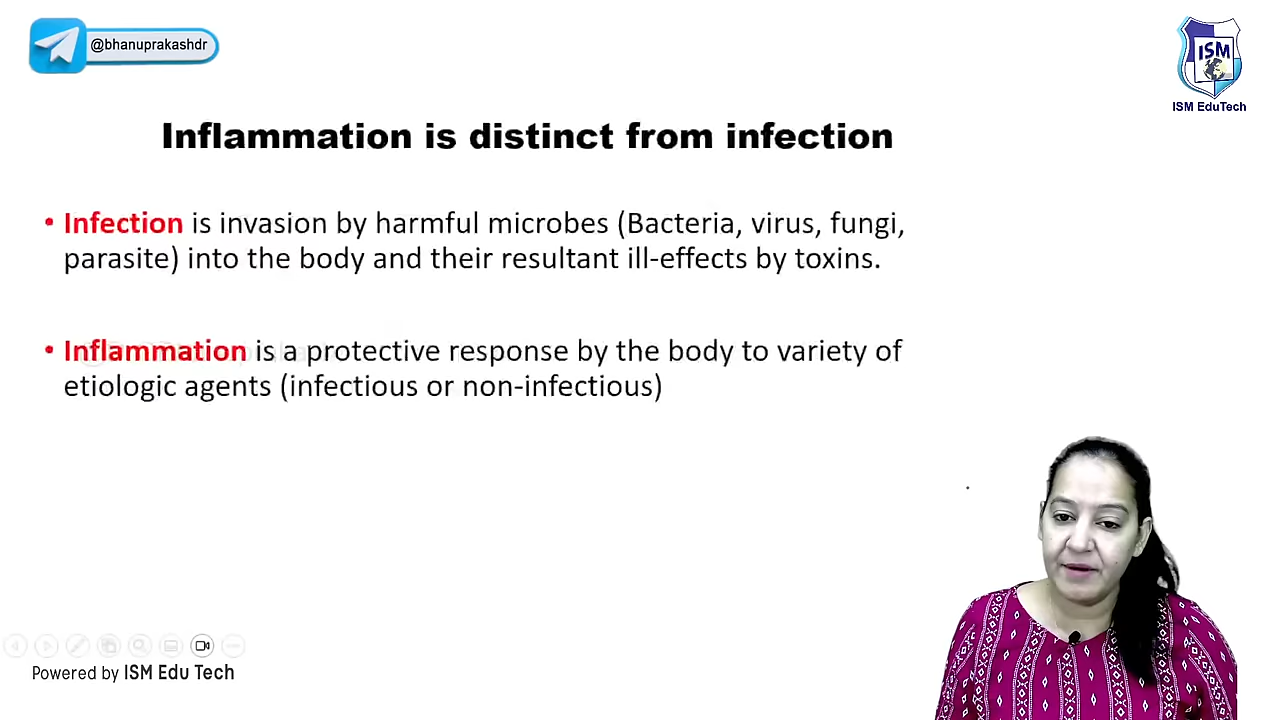 @bhanuprakashdr
ISM
ISM EduTech
Inflammation is distinct from infection
• Infection is invasion by harmful microbes (Bacteria, virus, fungi,
parasite) into the body and their resultant ill-effects by toxins.
• Inflammation is a protective response by the body to variety of
etiologic agents (infectious or non-infectious)
Powered by ISM Edu Tech